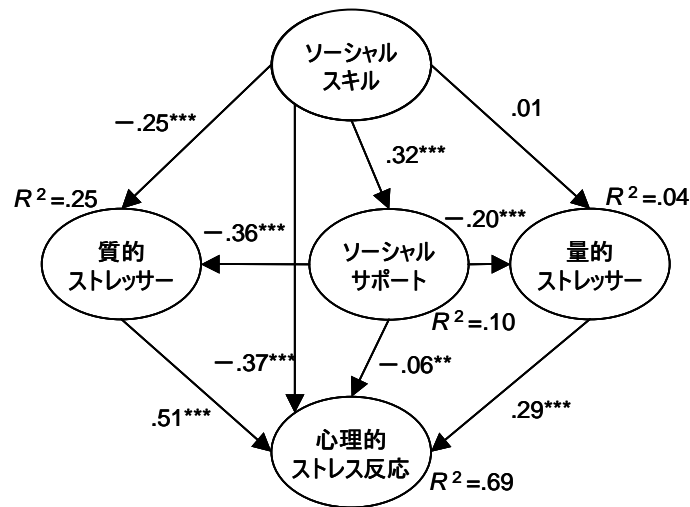 ソーシャル
スキル
－.25***
.01
.32***
R²=.25
R²=.04
－.36***
－.20***
質的
ストレッサー
ソーシャル
サポート
量的
ストレッサー
R²=.10
－.37***
－.06**
.51***
.29***
心理的
ストレス反応
R²=.69